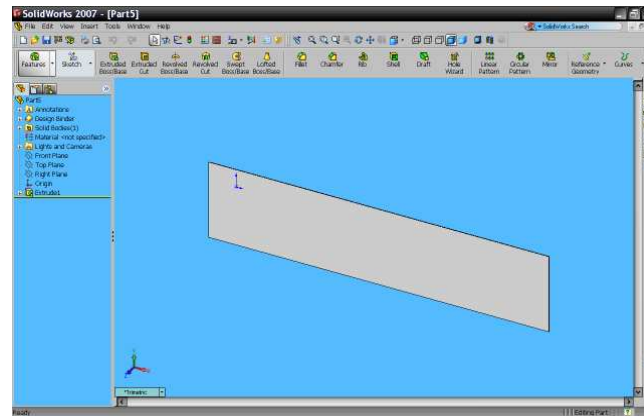 SolidWorks 2007 - [Part5]
File Edit View Insert Tools Window Help
SolidWorks Search
Features Sketch Extruded Boss/Base Extruded Cut Revolved Boss/Base Revolved Cut Swept Boss/Base Lofted Boss/Base Fillet Chamfer Rib Shell Draft Hole Wizard Linear Pattern Circular Pattern Mirror Reference Geometry Curves
Part5
Annotations
Design Binder
Solid Bodies(1)
Material <not specified>
Lights and Cameras
Front Plane
Top Plane
Right Plane
Origin
Extrude1
*Trimetric
Ready
Editing Part